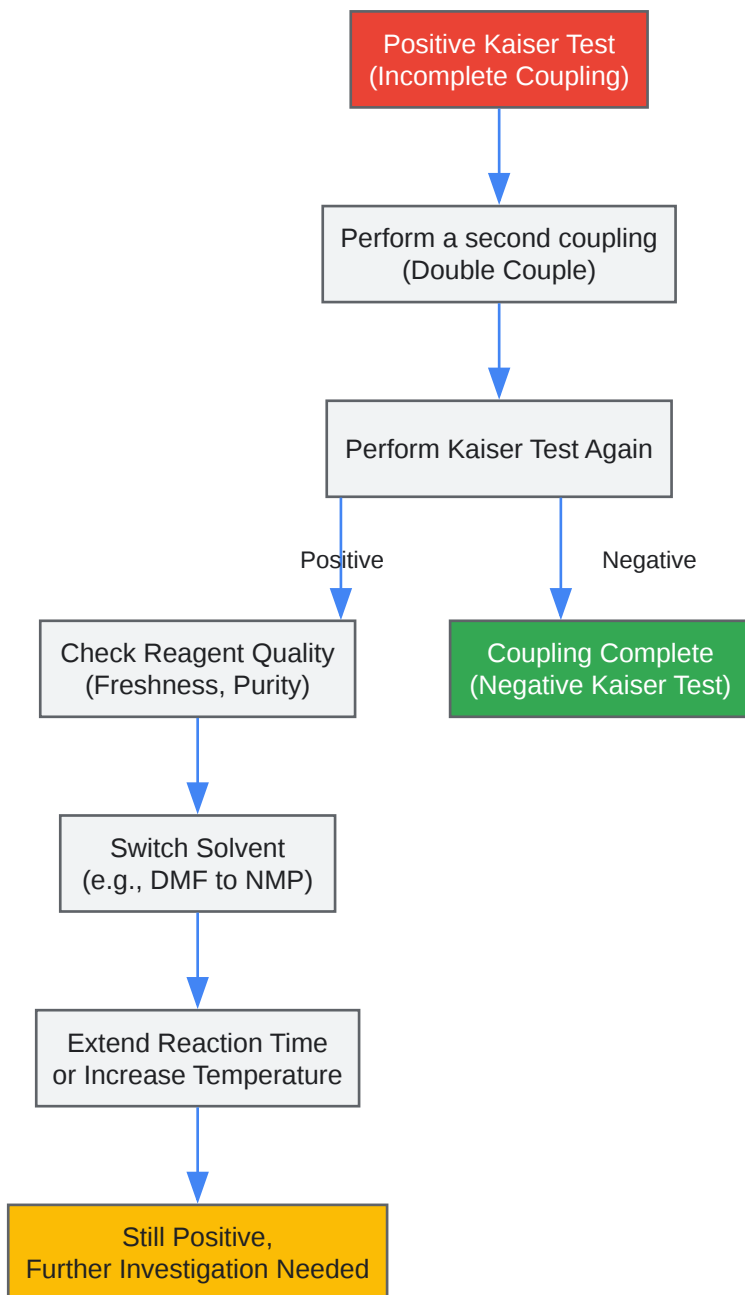 Positive Kaiser Test
(Incomplete Coupling)
Perform a second coupling
(Double Couple)
Perform Kaiser Test Again
Positive
Negative
Check Reagent Quality
(Freshness, Purity)
Coupling Complete
(Negative Kaiser Test)
Switch Solvent
(e.g., DMF to NMP)
Extend Reaction Time
or Increase Temperature
Still Positive,
Further Investigation Needed